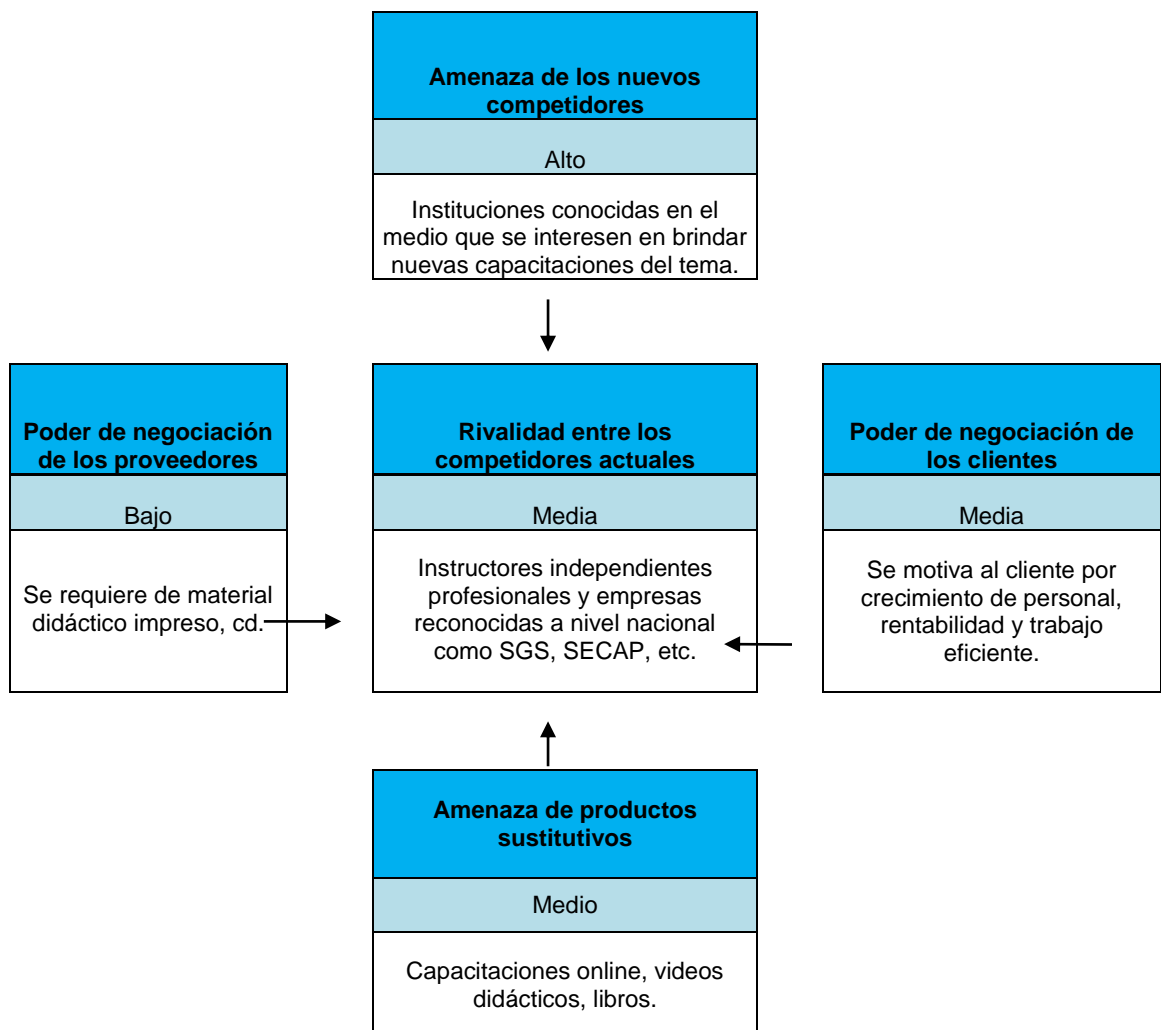 Amenaza de los nuevos
competidores
Alto
Instituciones conocidas en el
medio que se interesen en brindar
nuevas capacitaciones del tema.
Poder de negociación
de los proveedores
Bajo
Se requiere de material
didáctico impreso, cd.
Rivalidad entre los
competidores actuales
Media
Instructores independientes
profesionales y empresas
reconocidas a nivel nacional
como SGS, SECAP, etc.
Poder de negociación de
los clientes
Media
Se motiva al cliente por
crecimiento de personal,
rentabilidad y trabajo
eficiente.
Amenaza de productos
sustitutivos
Medio
Capacitaciones online, videos
didácticos, libros.